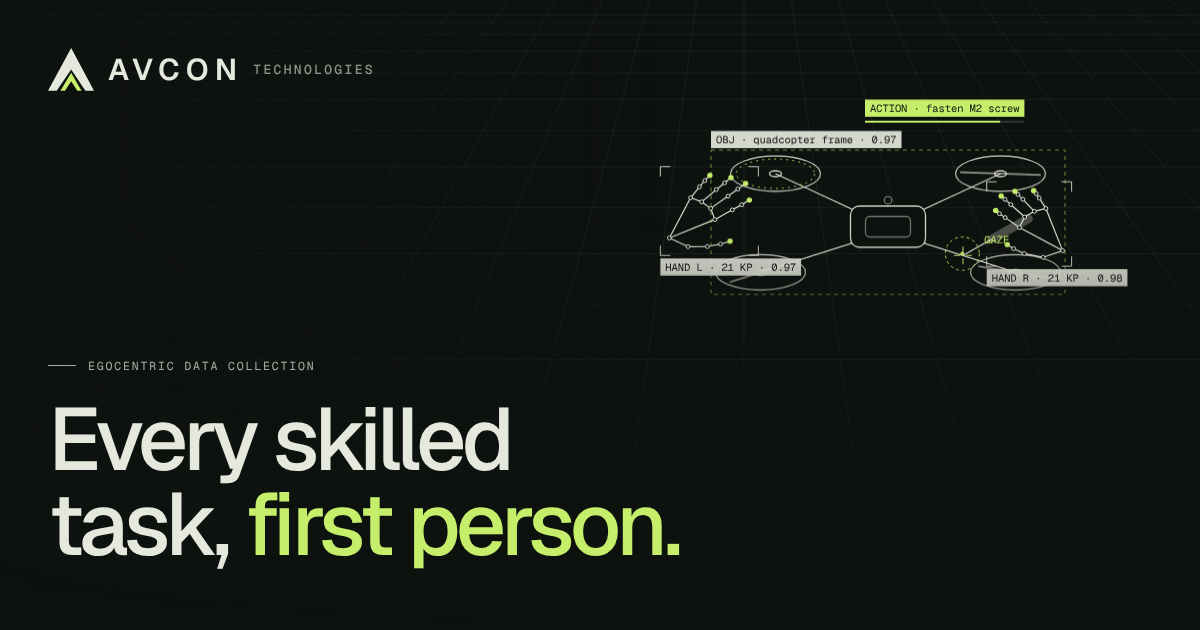 AVCON TECHNOLOGIES
ACTION · fasten M2 screw
OBJ · quadcopter frame · 0.97
GAZE
HAND L · 21 KP · 0.97
HAND R · 21 KP · 0.98
EGOCENTRIC DATA COLLECTION
Every skilled
task, first person.